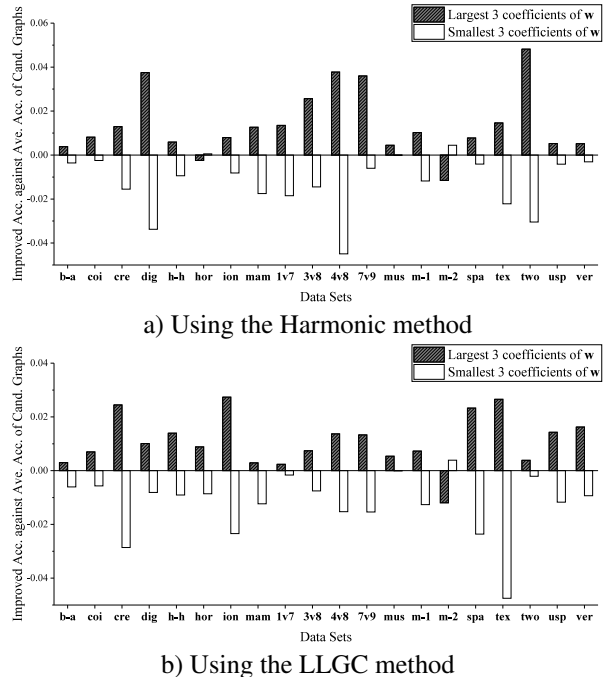 Largest 3 coefficients of w
Smallest 3 coefficients of w
Improved Acc. against Ave. Acc. of Cand. Graphs
0.06
0.04
0.02
0.00
-0.02
-0.04
b-a coi cre dig h-h hor ion mam 1v7 3v8 4v8 7v9 mus m-1 m-2 spa tex two usp ver
Data Sets
a) Using the Harmonic method
Largest 3 coefficients of w
Smallest 3 coefficients of w
Improved Acc. against Ave. Acc. of Cand. Graphs
0.04
0.02
0.00
-0.02
-0.04
b-a coi cre dig h-h hor ion mam 1v7 3v8 4v8 7v9 mus m-1 m-2 spa tex two usp ver
Data Sets
b) Using the LLGC method